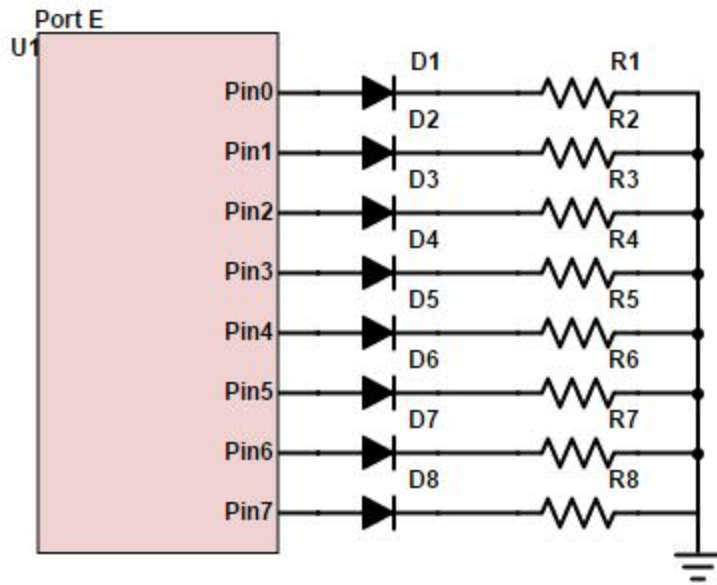 Port E
U1
D1 R1
Pin0
D2 R2
Pin1
D3 R3
Pin2
D4 R4
Pin3
D5 R5
Pin4
D6 R6
Pin5
D7 R7
Pin6
D8 R8
Pin7